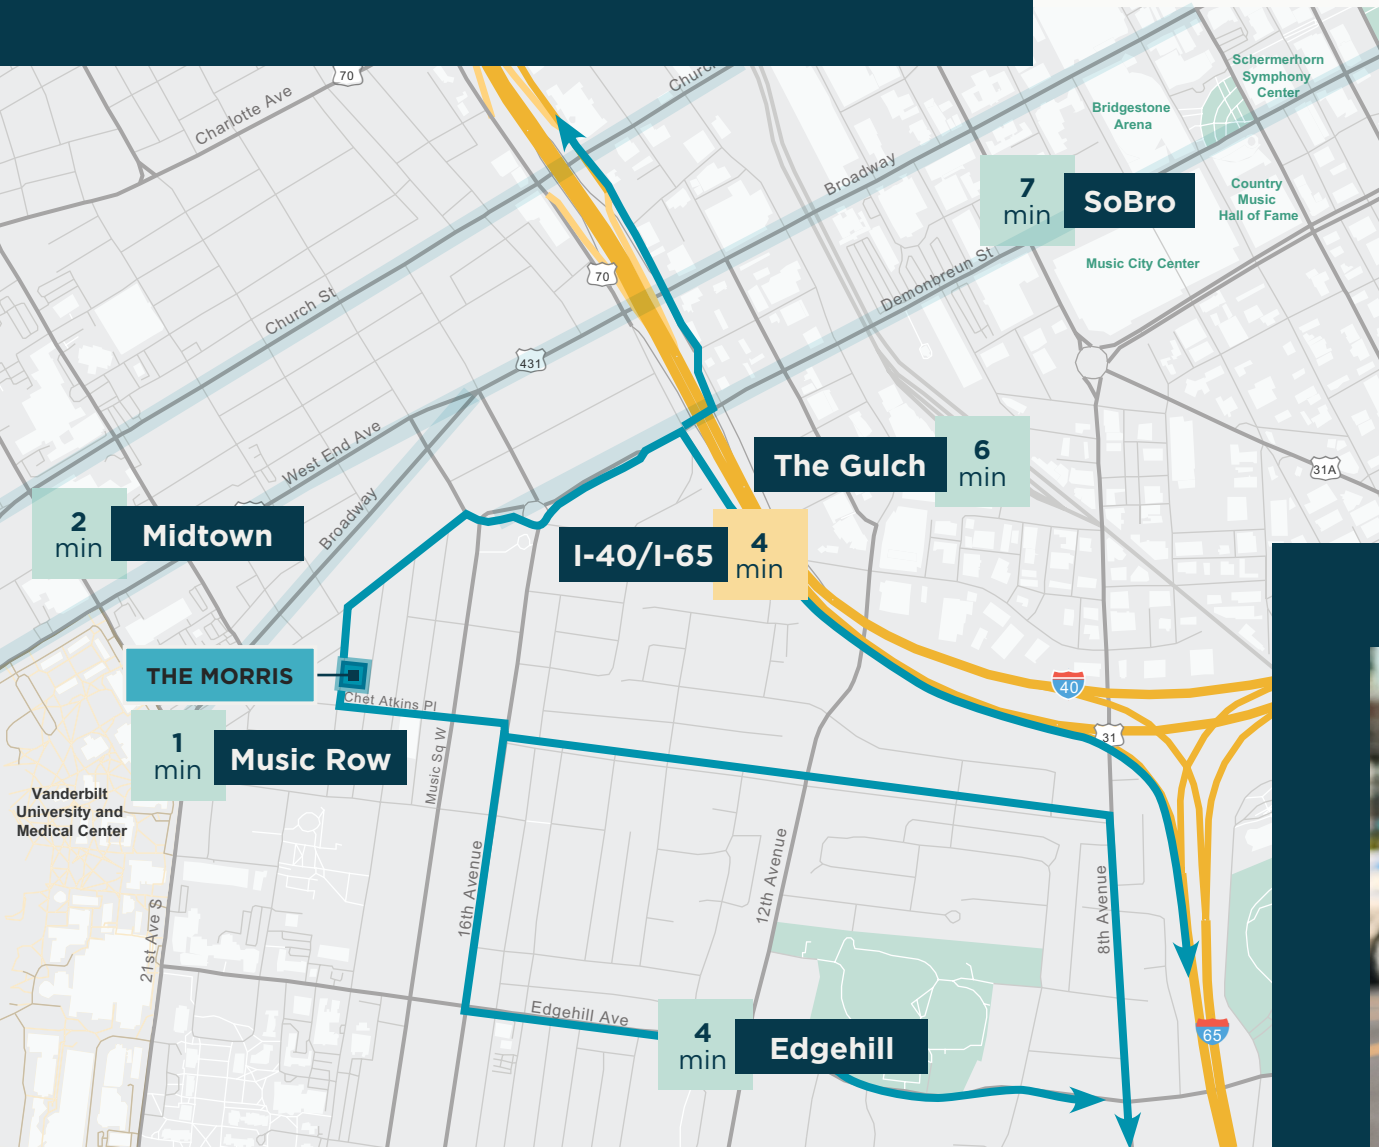 Schermerhorn
Symphony
Center
70
Church
Charlotte Ave
Bridgestone
Arena
Broadway
7
min
SoBro
Country
Music
Hall of Fame
Music City Center
Demonbreun St
70
Church St
431
West End Ave
The Gulch
6
min
31A
2
min
Midtown
Broadway
I-40/I-65
4
min
THE MORRIS
Chet Atkins Pl
40
31
1
min
Music Row
Music Sq W
Vanderbilt
University and
Medical Center
16th Avenue
12th Avenue
8th Avenue
21st Ave S
Edgehill Ave
4
min
Edgehill
65